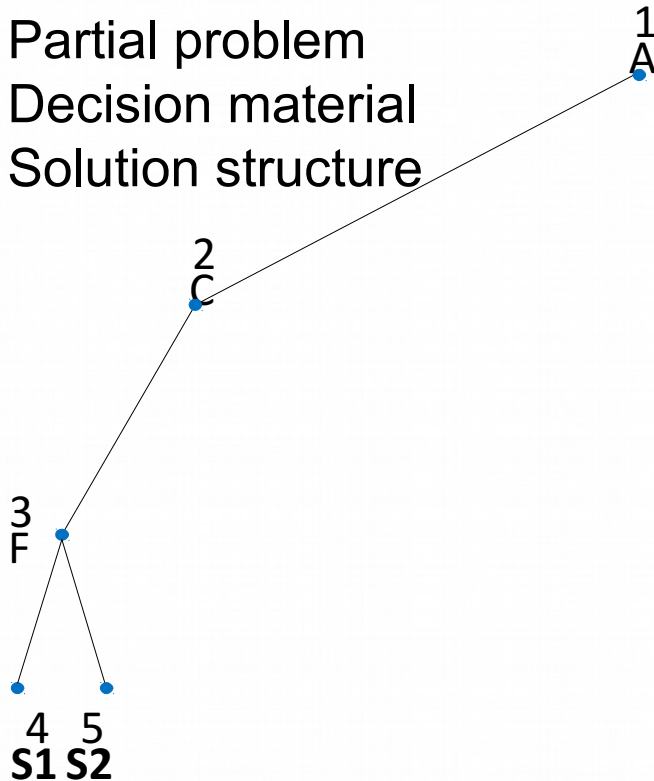 Partial problem
Decision material
Solution structure
1
A
2
C
3
F
4 5
S1 S2